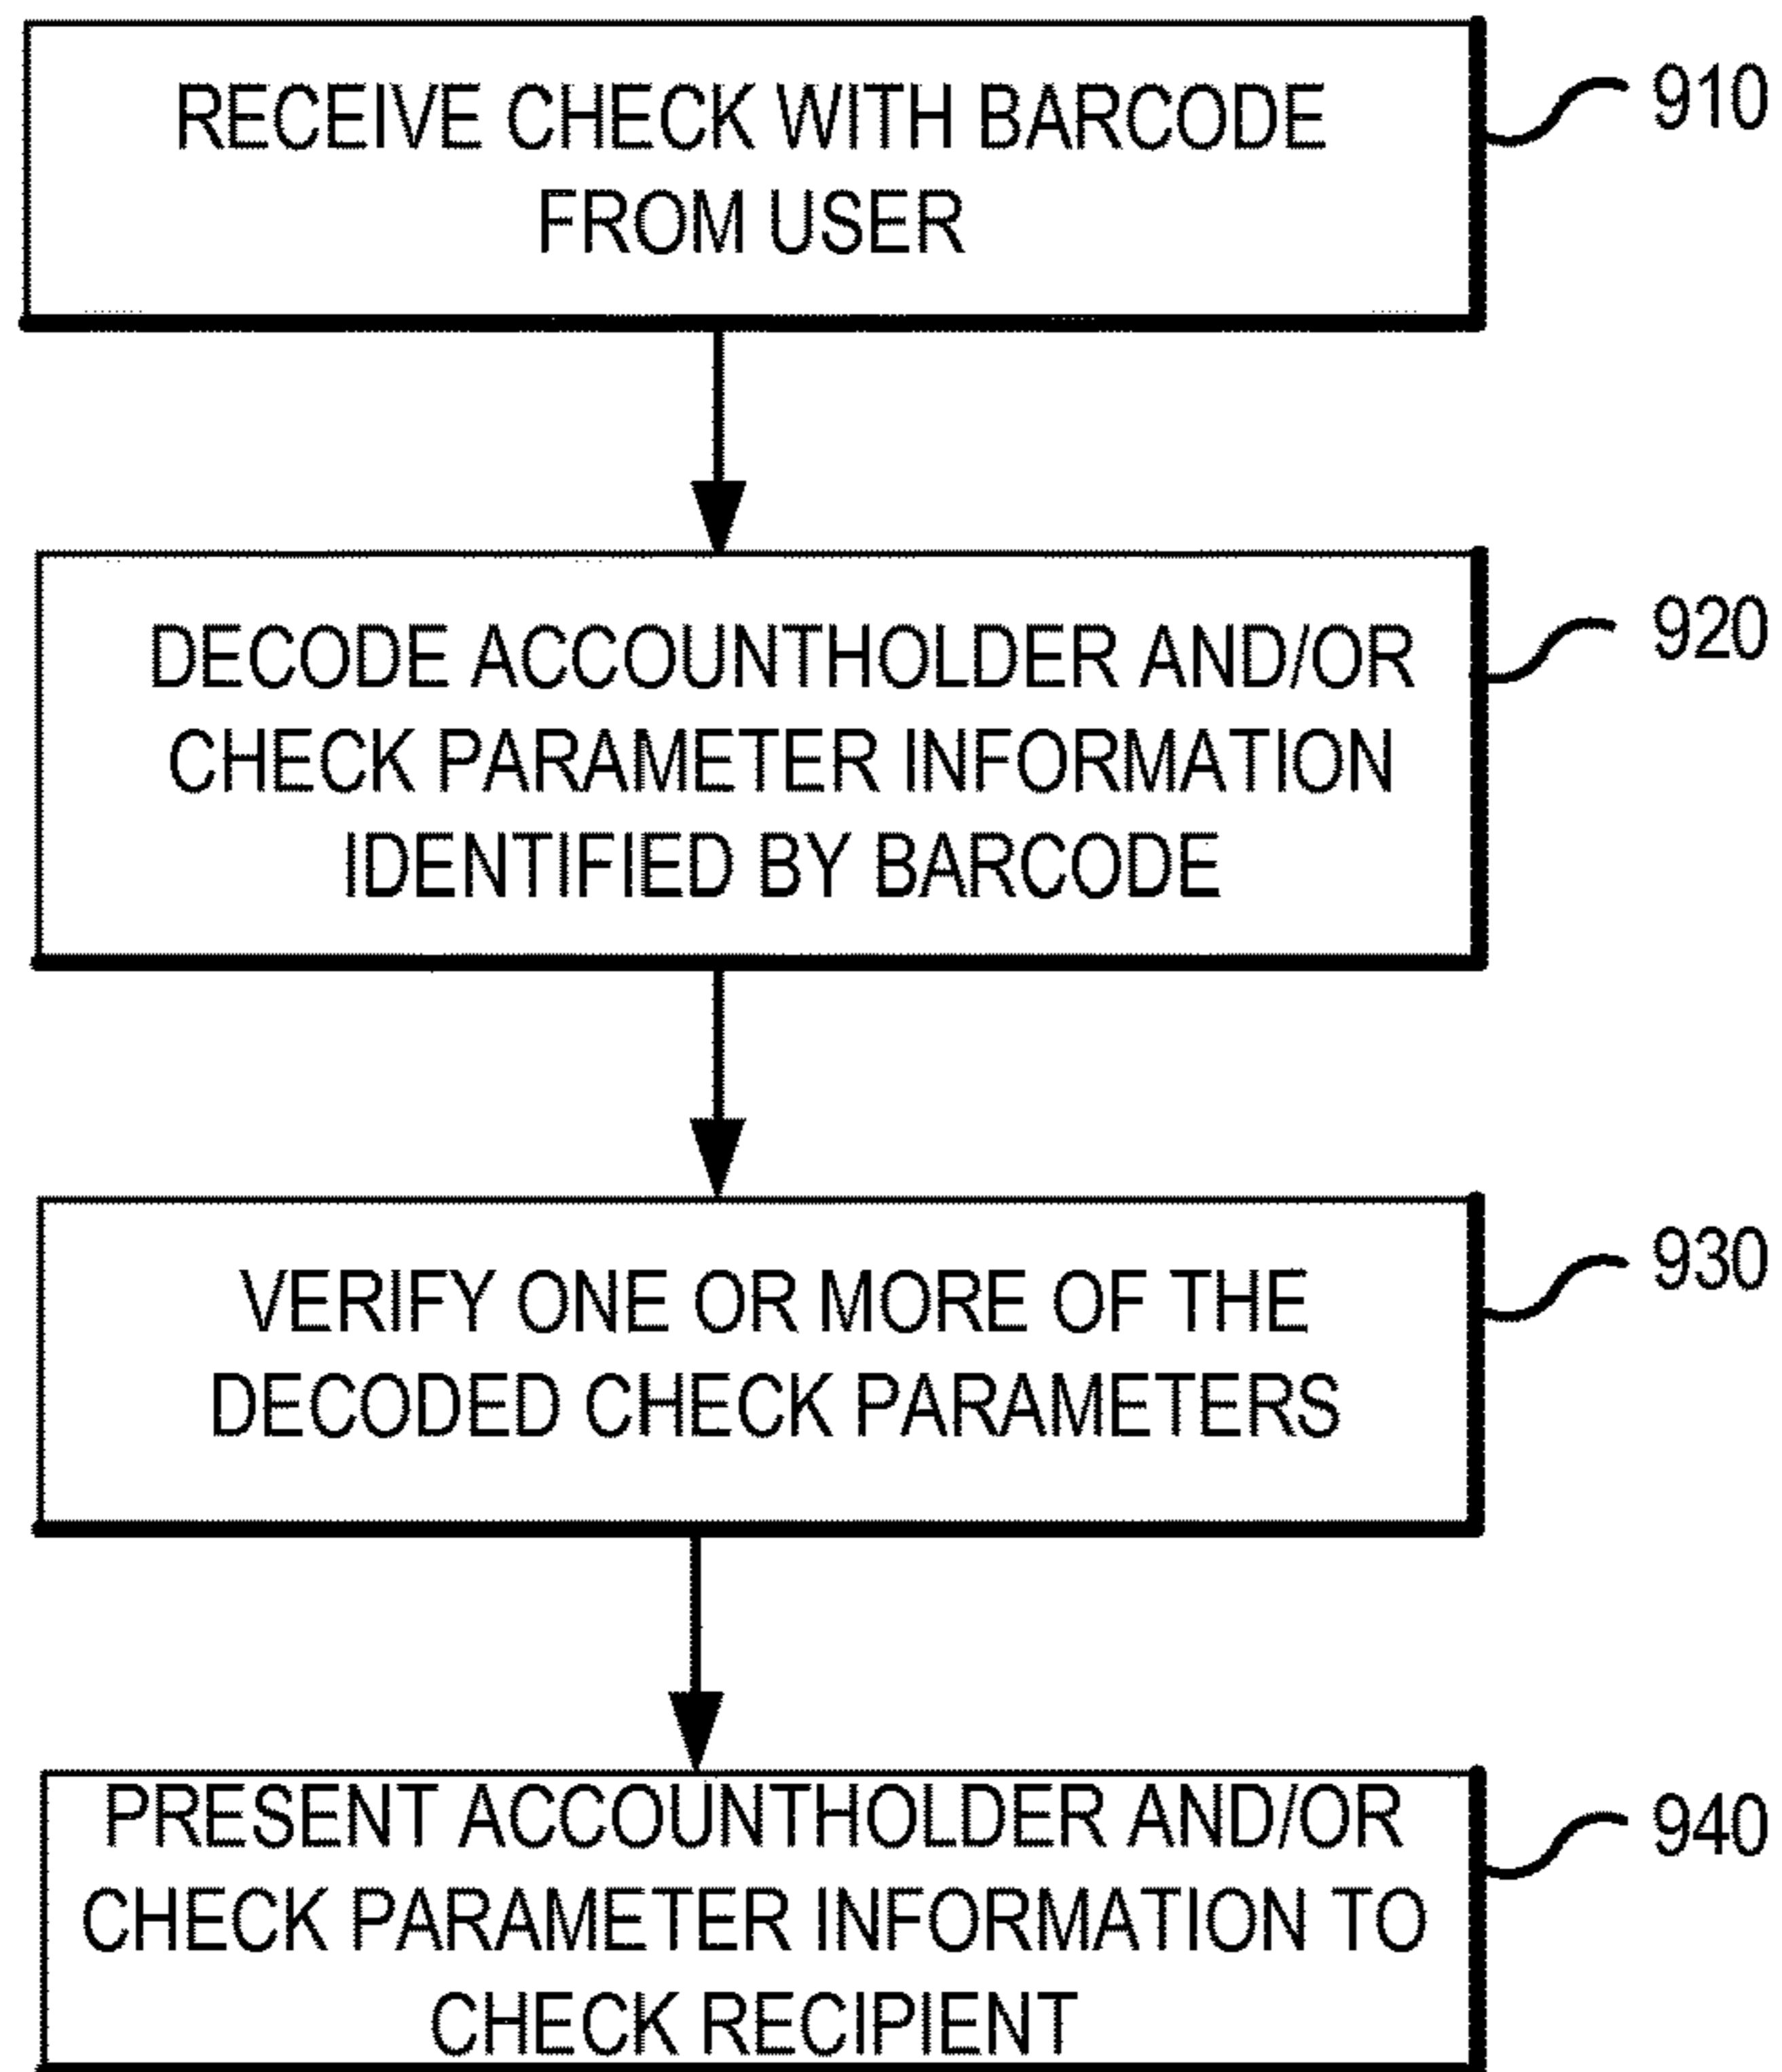 RECEIVE CHECK WITH BARCODE
FROM USER
910
DECODE ACCOUNTHOLDER AND/OR
CHECK PARAMETER INFORMATION
IDENTIFIED BY BARCODE
920
VERIFY ONE OR MORE OF THE
DECODED CHECK PARAMETERS
930
PRESENT ACCOUNTHOLDER AND/OR
CHECK PARAMETER INFORMATION TO
CHECK RECIPIENT
940